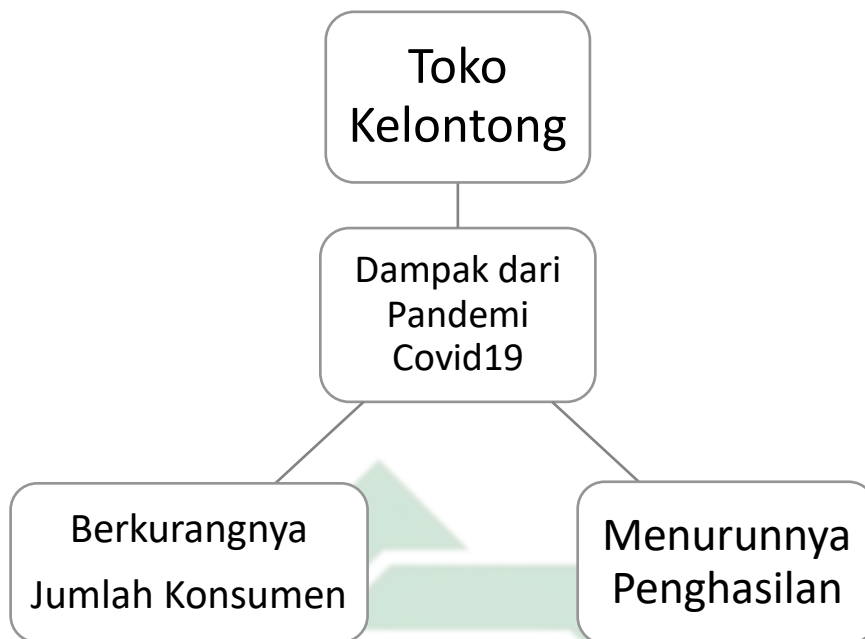 Toko
Kelontong
Dampak dari
Pandemi
Covid19
Berkurangnya
Jumlah Konsumen
Menurunnya
Penghasilan